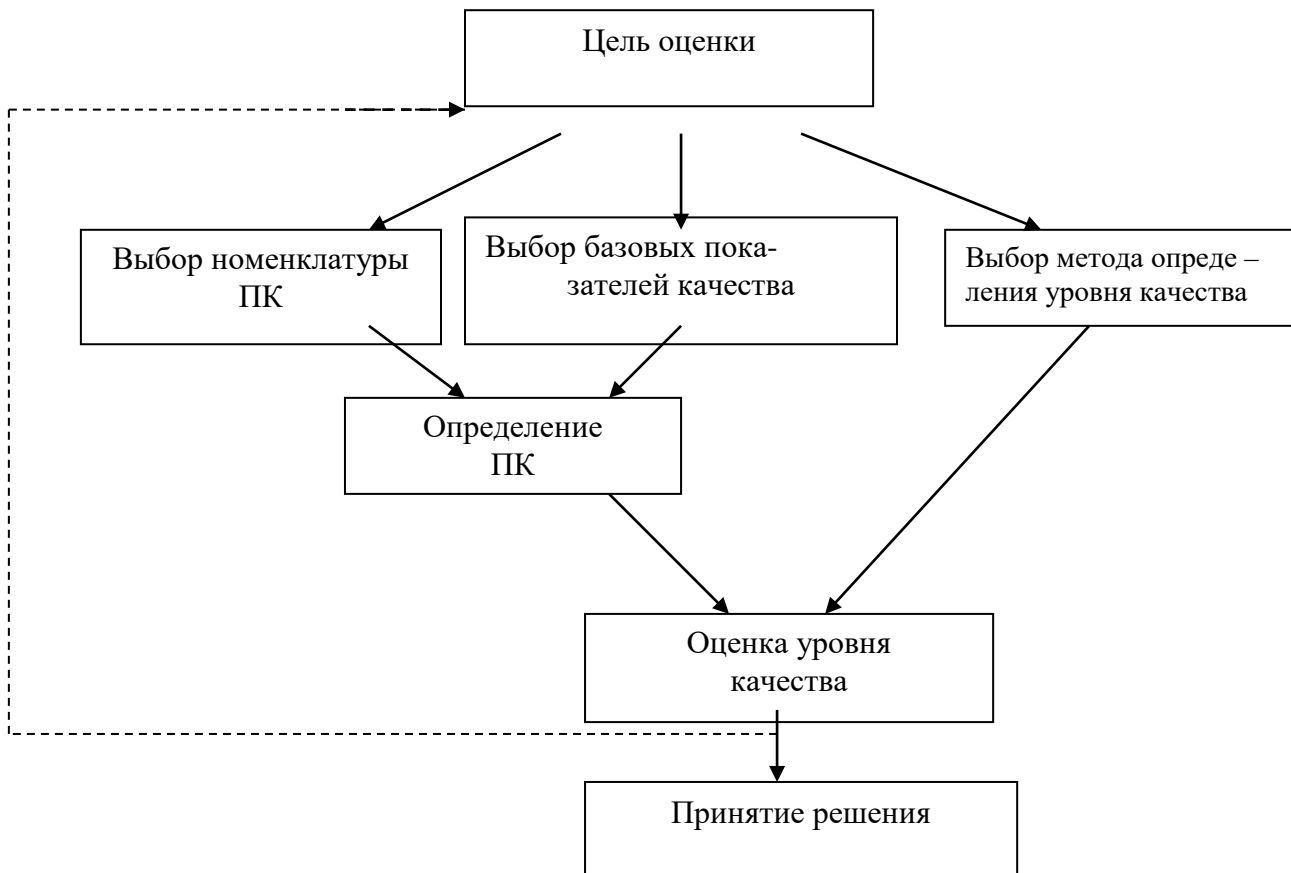 Цель оценки
Выбор номенклатуры
ПК
Выбор базовых пока-
зателей качества
Выбор метода опреде –
ления уровня качества
Определение
ПК
Оценка уровня
качества
Принятие решения